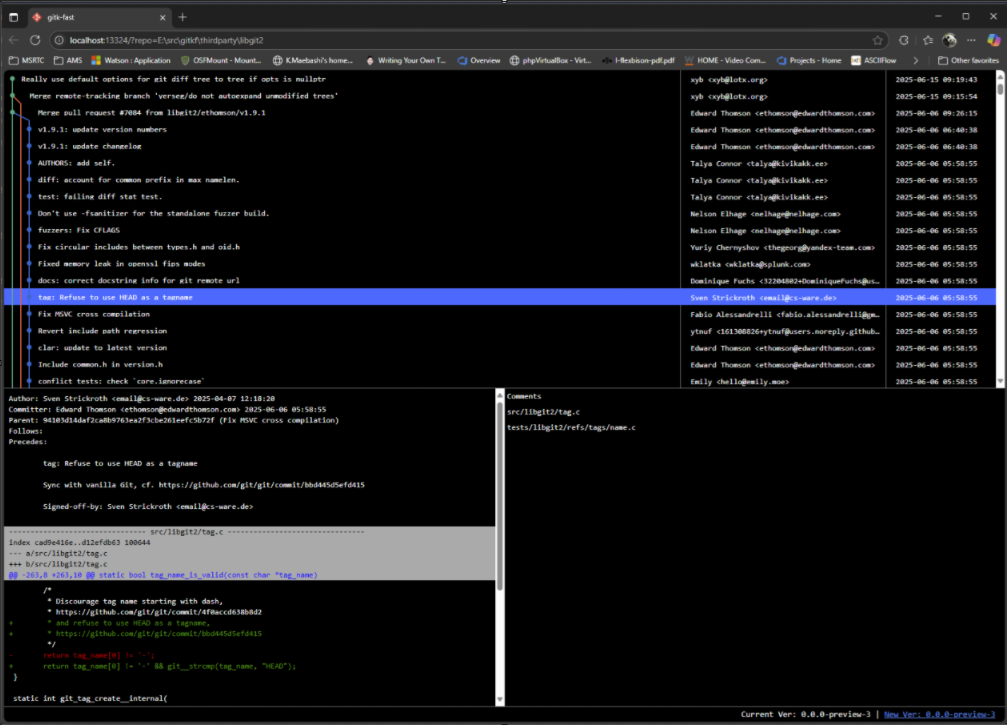 gitk-fast
localhost:13324/?repo=E:\src\gitkf\thirdparty\libgit2
MSRTC
AMS
Watson : Application
OSFMount - Mount...
K.Maebashi's home...
Writing Your Own T...
Overview
phpVirtualBox - Virt...
l-flexbison-pdf.pdf
HOME - Video Com...
Projects - Home
ASCIIFlow
Other favorites
Really use default options for git diff tree to tree if opts is nullptr xyb <xyb@lotx.org> 2025-06-15 09:19:43
Merge remote-tracking branch 'verseg/do not autoexpand unmodified trees' xyb <xyb@lotx.org> 2025-06-15 09:15:54
Merge pull request #7084 from libgit2/ethomson/v1.9.1 Edward Thomson <ethomson@edwardthomson.com> 2025-06-06 09:26:15
v1.9.1: update version numbers Edward Thomson <ethomson@edwardthomson.com> 2025-06-06 06:40:38
v1.9.1: update changelog Edward Thomson <ethomson@edwardthomson.com> 2025-06-06 06:40:38
AUTHORS: add self. Talya Connor <talya@kivikakk.ee> 2025-06-06 05:58:55
diff: account for common prefix in max namelen. Talya Connor <talya@kivikakk.ee> 2025-06-06 05:58:55
test: failing diff stat test. Talya Connor <talya@kivikakk.ee> 2025-06-06 05:58:55
Don't use -fsanitizer for the standalone fuzzer build. Nelson Elhage <nelhage@nelhage.com> 2025-06-06 05:58:55
fuzzers: Fix CFLAGS Nelson Elhage <nelhage@nelhage.com> 2025-06-06 05:58:55
Fix circular includes between types.h and oid.h Yuriy Chernyshov <thegeorg@yandex-team.com> 2025-06-06 05:58:55
Fixed memory leak in openssl fips modes wklatka <wklatka@splunk.com> 2025-06-06 05:58:55
docs: correct docstring info for git remote url Dominique Fuchs <32204802+DominiqueFuchs@us… 2025-06-06 05:58:55
tag: Refuse to use HEAD as a tagname Sven Strickroth <email@cs-ware.de> 2025-06-06 05:58:55
Fix MSVC cross compilation Fabio Alessandrelli <fabio.alessandrelli@gm… 2025-06-06 05:58:55
Revert include path regression ytnuf <161308826+ytnuf@users.noreply.github… 2025-06-06 05:58:55
clar: update to latest version Edward Thomson <ethomson@edwardthomson.com> 2025-06-06 05:58:55
Include common.h in version.h Edward Thomson <ethomson@edwardthomson.com> 2025-06-06 05:58:55
conflict tests: check `core.ignorecase` Emily <hello@emily.moe> 2025-06-06 05:58:55
Author: Sven Strickroth <email@cs-ware.de> 2025-04-07 12:18:20
Committer: Edward Thomson <ethomson@edwardthomson.com> 2025-06-06 05:58:55
Parent: 94103d14daf2ca8b9763ea2f3cbe261eefc5b72f (Fix MSVC cross compilation)
Follows:
Precedes:
tag: Refuse to use HEAD as a tagname
Sync with vanilla Git, cf. https://github.com/git/git/commit/bbd445d5efd415
Signed-off-by: Sven Strickroth <email@cs-ware.de>
------------------------------- src/libgit2/tag.c -------------------------------
index cad9e416e..d12efdb63 100644
--- a/src/libgit2/tag.c
+++ b/src/libgit2/tag.c
@@ -263,8 +263,10 @@ static bool tag_name_is_valid(const char *tag_name)
/*
* Discourage tag name starting with dash,
* https://github.com/git/git/commit/4f0accd638b8d2
+ * and refuse to use HEAD as a tagname,
+ * https://github.com/git/git/commit/bbd445d5efd415
*/
- return tag_name[0] != '-';
+ return tag_name[0] != '-' && git__strcmp(tag_name, "HEAD");
}
static int git_tag_create__internal(
Comments
src/libgit2/tag.c
tests/libgit2/refs/tags/name.c
Current Ver: 0.0.0-preview-3 | New Ver: 0.0.0-preview-3